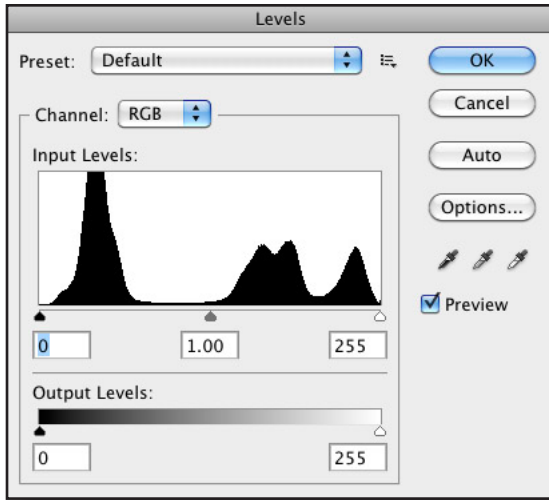 Levels
Preset: Default
OK
Channel: RGB
Cancel
Input Levels:
Auto
Options...
Preview
0 1.00 255
Output Levels:
0 255